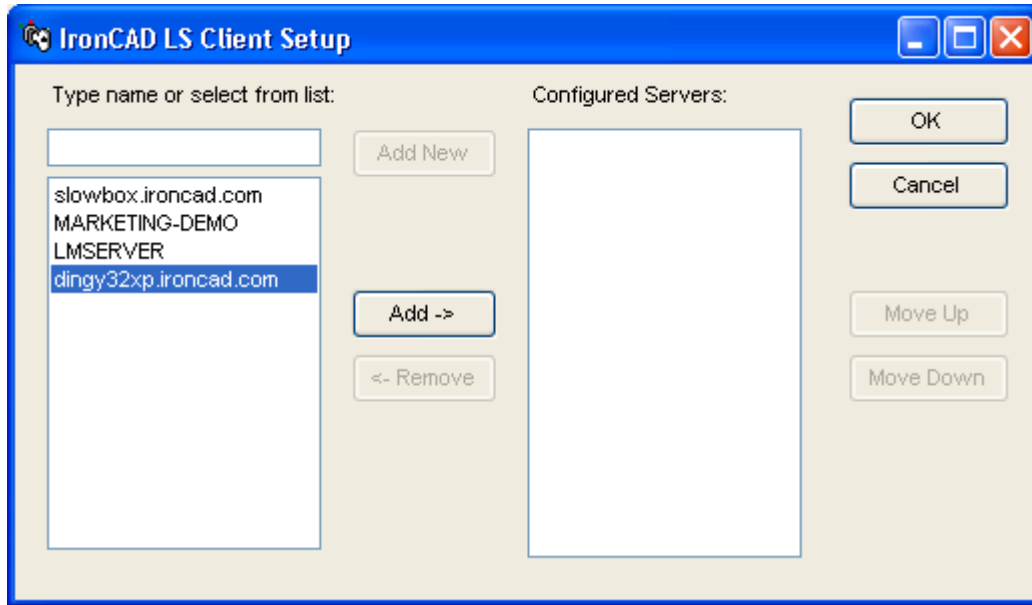 IronCAD LS Client Setup
Type name or select from list:
Configured Servers:
OK
Add New
Cancel
slowbox.ironcad.com
MARKETING-DEMO
LMSERVER
dingy32xp.ironcad.com
Add ->
Move Up
<- Remove
Move Down